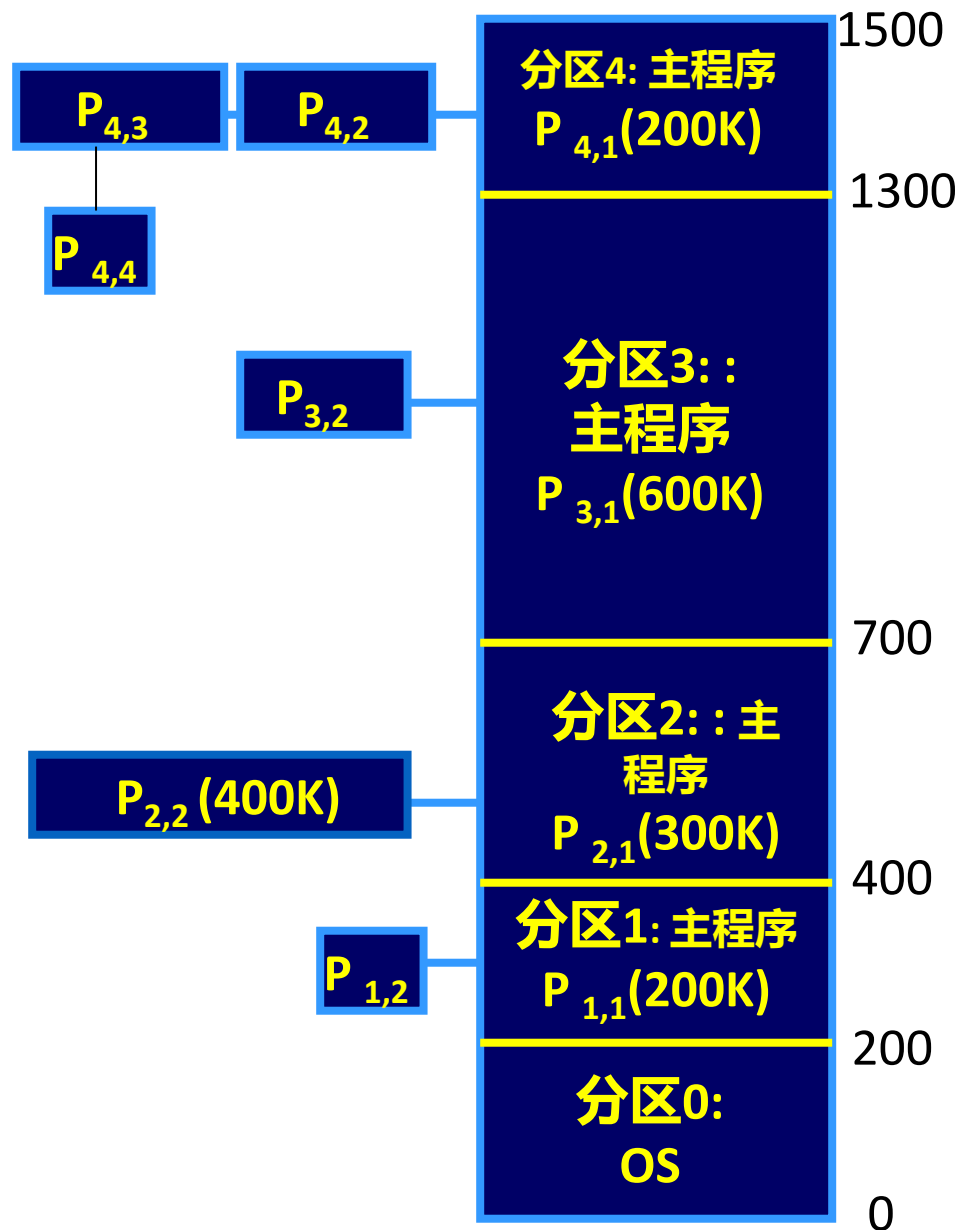 1500
分区4: 主程序
P 4,1(200K)
P4,3
P4,2
1300
P 4,4
分区3: :
主程序
P 3,1(600K)
P3,2
700
分区2: : 主
程序
P 2,1(300K)
P2,2 (400K)
400
分区1: 主程序
P 1,1(200K)
P 1,2
200
分区0:
OS
0